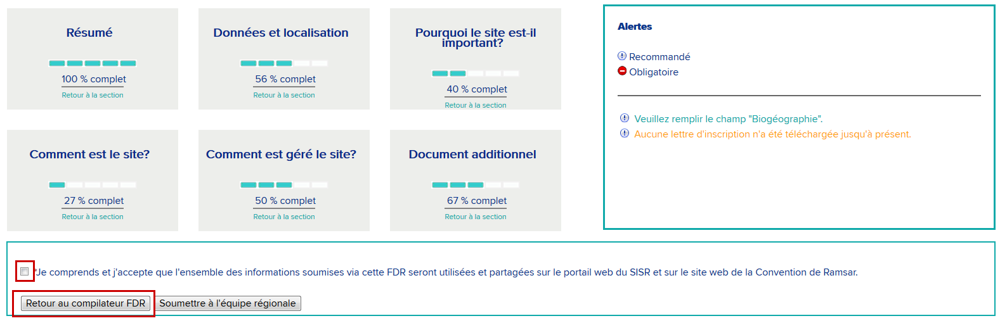 Résumé
100 % complet
Retour à la section
Données et localisation
56 % complet
Retour à la section
Pourquoi le site est-il
important?
40 % complet
Retour à la section
Comment est le site?
27 % complet
Retour à la section
Comment est géré le site?
50 % complet
Retour à la section
Document additionnel
67 % complet
Retour à la section
Alertes
Recommandé
Obligatoire
Veuillez remplir le champ "Biogéographie".
Aucune lettre d'inscription n'a été téléchargée jusqu'à présent.
*Je comprends et j'accepte que l'ensemble des informations soumises via cette FDR seront utilisées et partagées sur le portail web du SISR et sur le site web de la Convention de Ramsar.
Retour au compilateur FDR Soumettre à l'équipe régionale